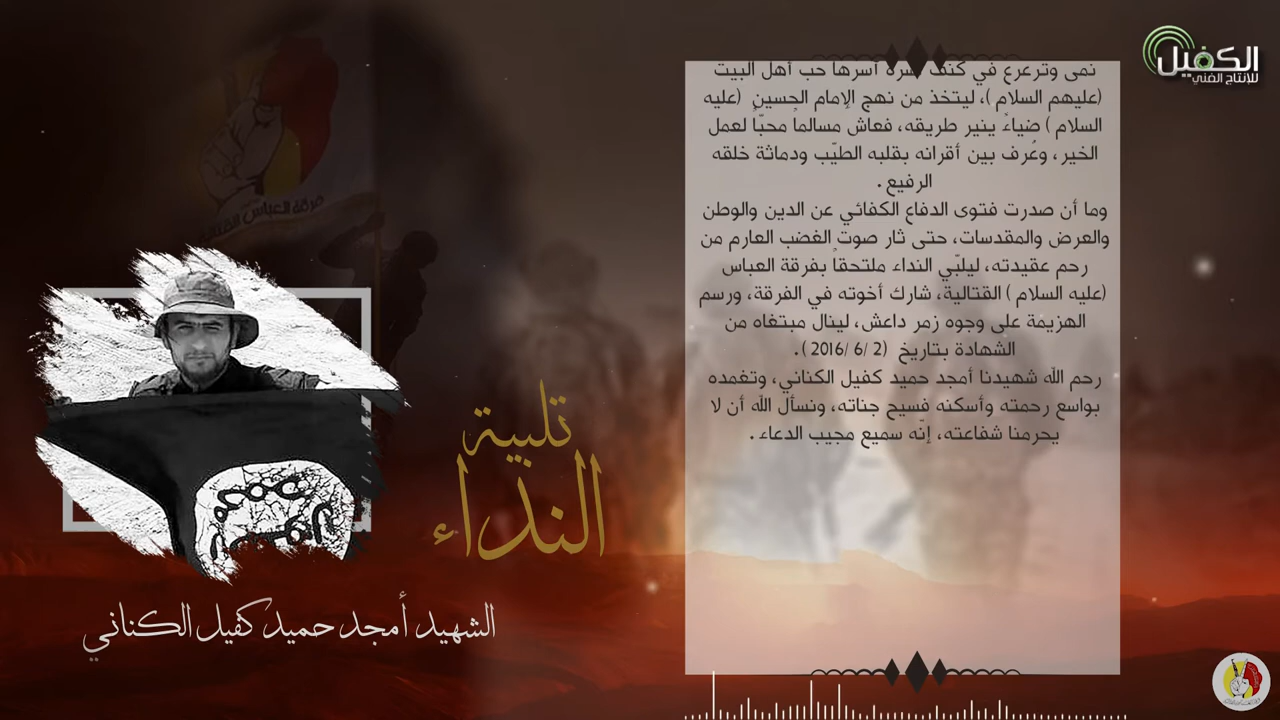 الكفيل
للإنتاج الفني
نمى وترعرع في كنف أسرة أسرها حب أهل البيت
(عليهم السلام)، ليتخذ من نهج الإمام الحسين (عليه
السلام) ضياءً ينير طريقه، فعاش مسالماً محبّاً لعمل
الخير، وعُرف بين أقرانه بقلبه الطيّب ودماثة خلقه
الرفيع.
وما أن صدرت فتوى الدفاع الكفائي عن الدين والوطن
والعرض والمقدسات، حتى ثار صوت الغضب العارم من
رحم عقيدته، ليلبّي النداء ملتحقاً بفرقة العباس
(عليه السلام) القتالية، شارك أخوته في الفرقة، ورسم
الهزيمة على وجوه زمر داعش، لينال مبتغاه من
الشهادة بتاريخ (2/6/2016).
رحم الله شهيدنا أمجد حميد كفيل الكناني، وتغمده
بواسع رحمته وأسكنه فسيح جناته، ونسأل الله أن لا
يحرمنا شفاعته، إنّه سميع مجيب الدعاء.
تلبية
النداء
الشهيد أمجد حميد كفيل الكناني
فرقة العباس